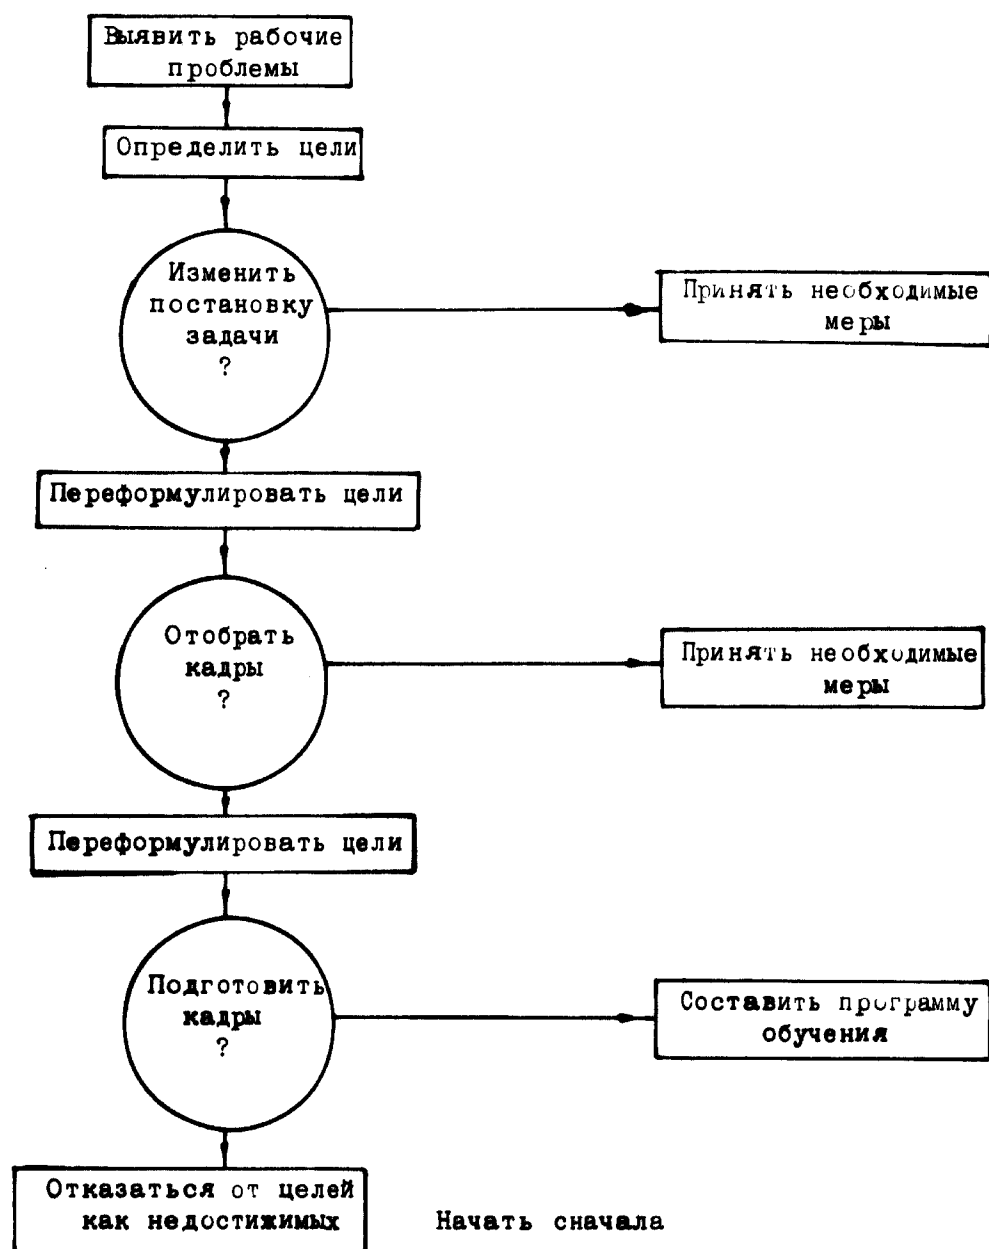 Выявить рабочие
проблемы
Определить цели
Изменить
постановку
задачи
?
Принять необходимые
меры
Переформулировать цели
Отобрать
кадры
?
Принять необходимые
меры
Переформулировать цели
Подготовить
кадры
?
Составить программу
обучения
Отказаться от целей
как недостижимых
Начать сначала